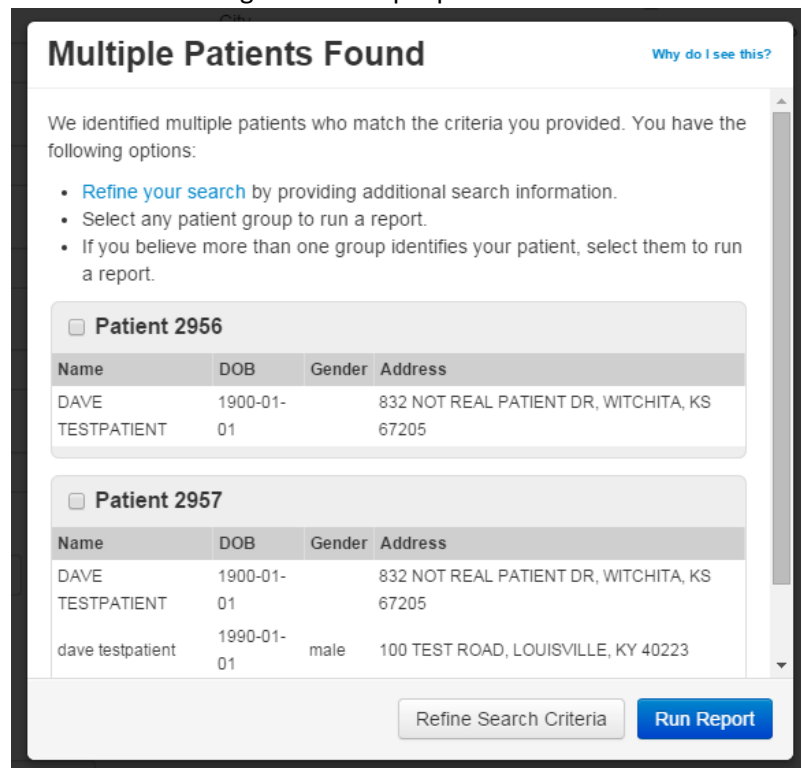 City
Multiple Patients Found
Why do I see this?
We identified multiple patients who match the criteria you provided. You have the
following options:
• Refine your search by providing additional search information.
• Select any patient group to run a report.
• If you believe more than one group identifies your patient, select them to run
a report.
Patient 2956
Name DOB Gender Address
DAVE 1900-01- 832 NOT REAL PATIENT DR, WITCHITA, KS
TESTPATIENT 01 67205
Patient 2957
Name DOB Gender Address
DAVE 1900-01- 832 NOT REAL PATIENT DR, WITCHITA, KS
TESTPATIENT 01 67205
dave testpatient 1990-01- male 100 TEST ROAD, LOUISVILLE, KY 40223
01
Refine Search Criteria Run Report